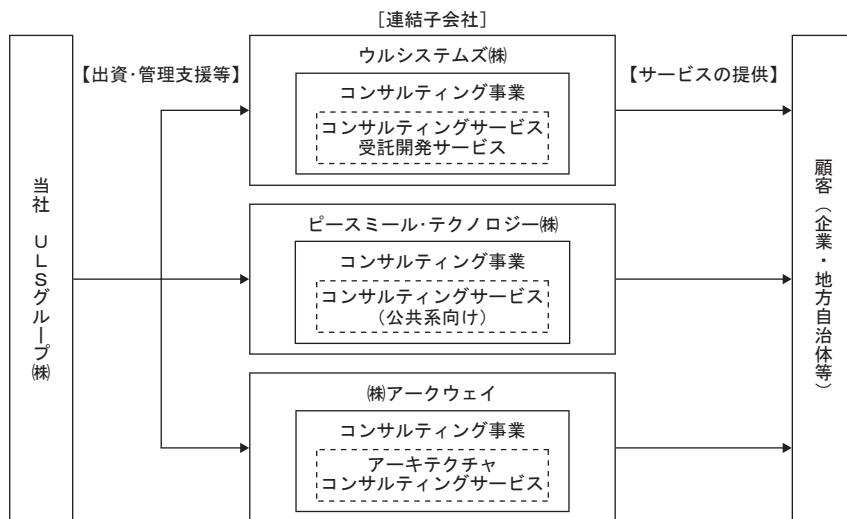 [連結子会社]
【出資･管理支援等】
【サービスの提供】
当社 ULSグループ㈱
ウルシステムズ㈱
コンサルティング事業
コンサルティングサービス
受託開発サービス
ピースミール･テクノロジー㈱
コンサルティング事業
コンサルティングサービス
(公共系向け)
㈱アークウェイ
コンサルティング事業
アーキテクチャ
コンサルティングサービス
顧客（企業・地方自治体等）